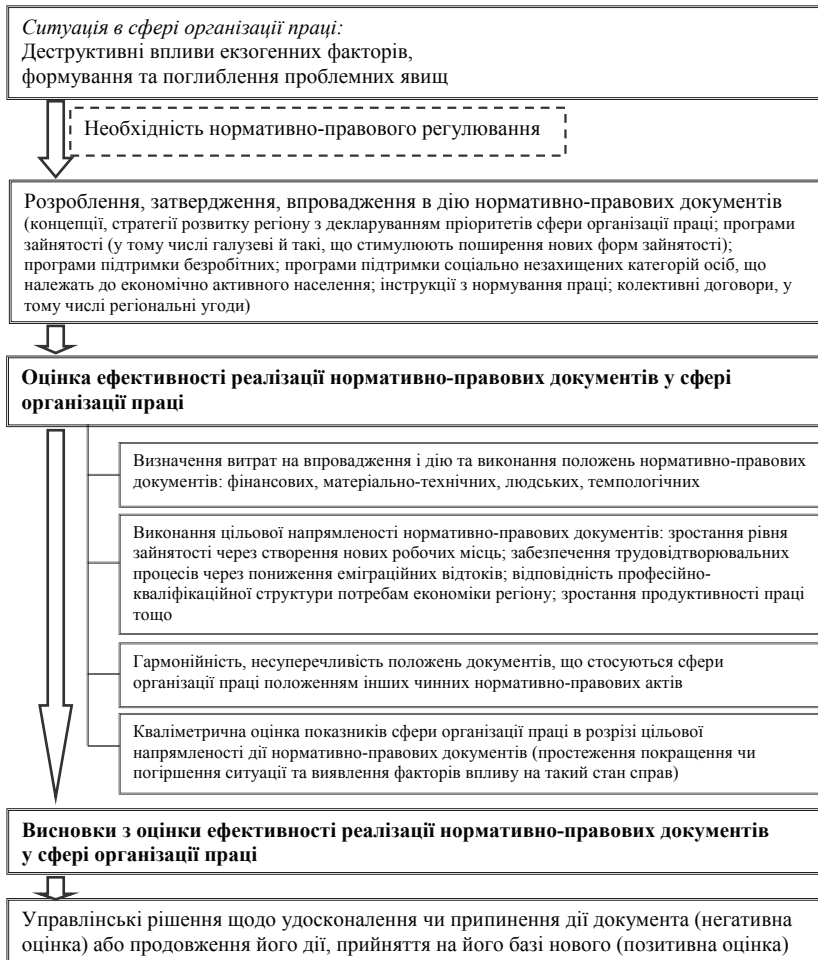 Ситуація в сфері організації праці:
Деструктивні впливи екзогенних факторів,
формування та поглиблення проблемних явищ
Необхідність нормативно-правового регулювання
Розроблення, затвердження, впровадження в дію нормативно-правових документів
(концепції, стратегії розвитку регіону з декларуванням пріоритетів сфери організації праці; програми
зайнятості (у тому числі галузеві й такі, що стимулюють поширення нових форм зайнятості);
програми підтримки безробітних; програми підтримки соціально незахищених категорій осіб, що
належать до економічно активного населення; інструкції з нормування праці; колективні договори, у
тому числі регіональні угоди)
Оцінка ефективності реалізації нормативно-правових документів у сфері
організації праці
Визначення витрат на впровадження і дію та виконання положень нормативно-правових
документів: фінансових, матеріально-технічних, людських, темпологічних
Виконання цільової напрямленості нормативно-правових документів: зростання рівня
зайнятості через створення нових робочих місць; забезпечення трудовідтворювальних
процесів через пониження еміграційних відтоків; відповідність професійно-
кваліфікаційної структури потребам економіки регіону; зростання продуктивності праці
тощо
Гармонійність, несуперечливість положень документів, що стосуються сфери
організації праці положенням інших чинних нормативно-правових актів
Кваліметрична оцінка показників сфери організації праці в розрізі цільової
напрямленості дії нормативно-правових документів (простеження покращення чи
погіршення ситуації та виявлення факторів впливу на такий стан справ)
Висновки з оцінки ефективності реалізації нормативно-правових документів
у сфері організації праці
Управлінські рішення щодо удосконалення чи припинення дії документа (негативна
оцінка) або продовження його дії, прийняття на його базі нового (позитивна оцінка)